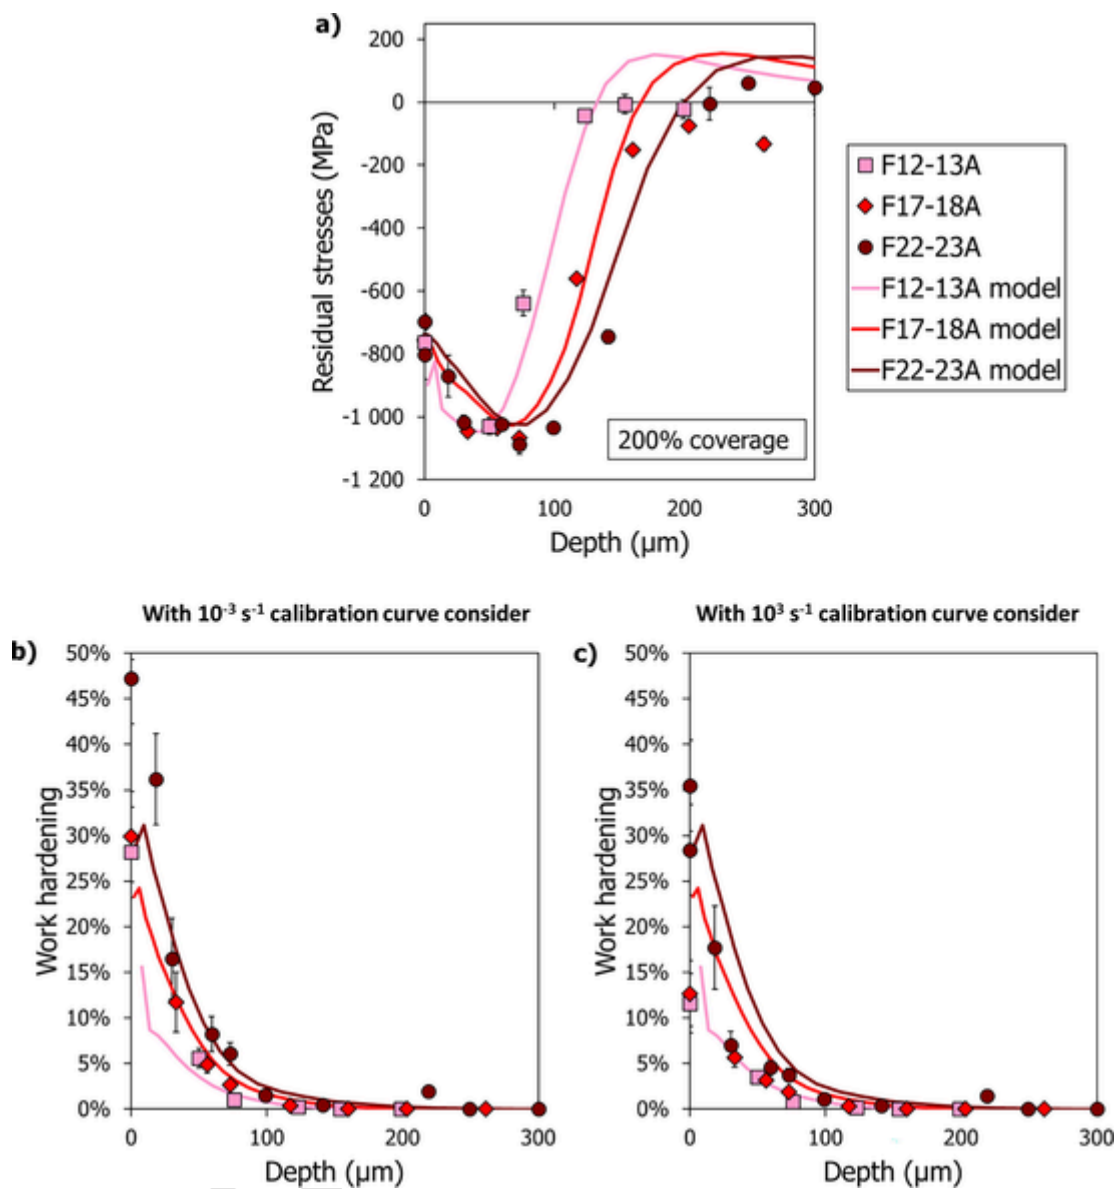 a)
200
0
-200
-400
-600
-800
-1 000
-1 200
Residual stresses (MPa)
200% coverage
0 100 200 300
Depth (µm)
F12-13A
F17-18A
F22-23A
F12-13A model
F17-18A model
F22-23A model
With 10⁻³ s⁻¹ calibration curve consider
b)
50%
45%
40%
35%
30%
25%
20%
15%
10%
5%
0%
Work hardening
0 100 200 300
Depth (µm)
With 10³ s⁻¹ calibration curve consider
c)
50%
45%
40%
35%
30%
25%
20%
15%
10%
5%
0%
Work hardening
0 100 200 300
Depth (µm)